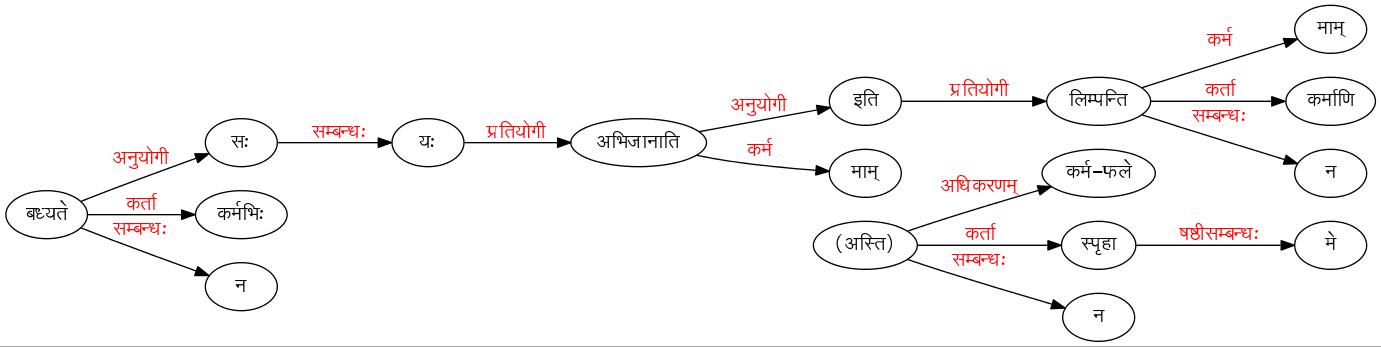 माम्
कर्म
इति
प्रतियोगी
लिम्पन्ति
कर्ता
कर्माणि
अनुयोगी
सम्बन्धः
सः
सम्बन्धः
यः
प्रतियोगी
अभिजानाति
अनुयोगी
कर्म
माम्
कर्म-फले
न
अधिकरणम्
बध्यते
कर्ता
कर्मभिः
सम्बन्धः
(अस्ति)
कर्ता
स्पृहा
षष्ठीसम्बन्धः
मे
सम्बन्धः
न
न